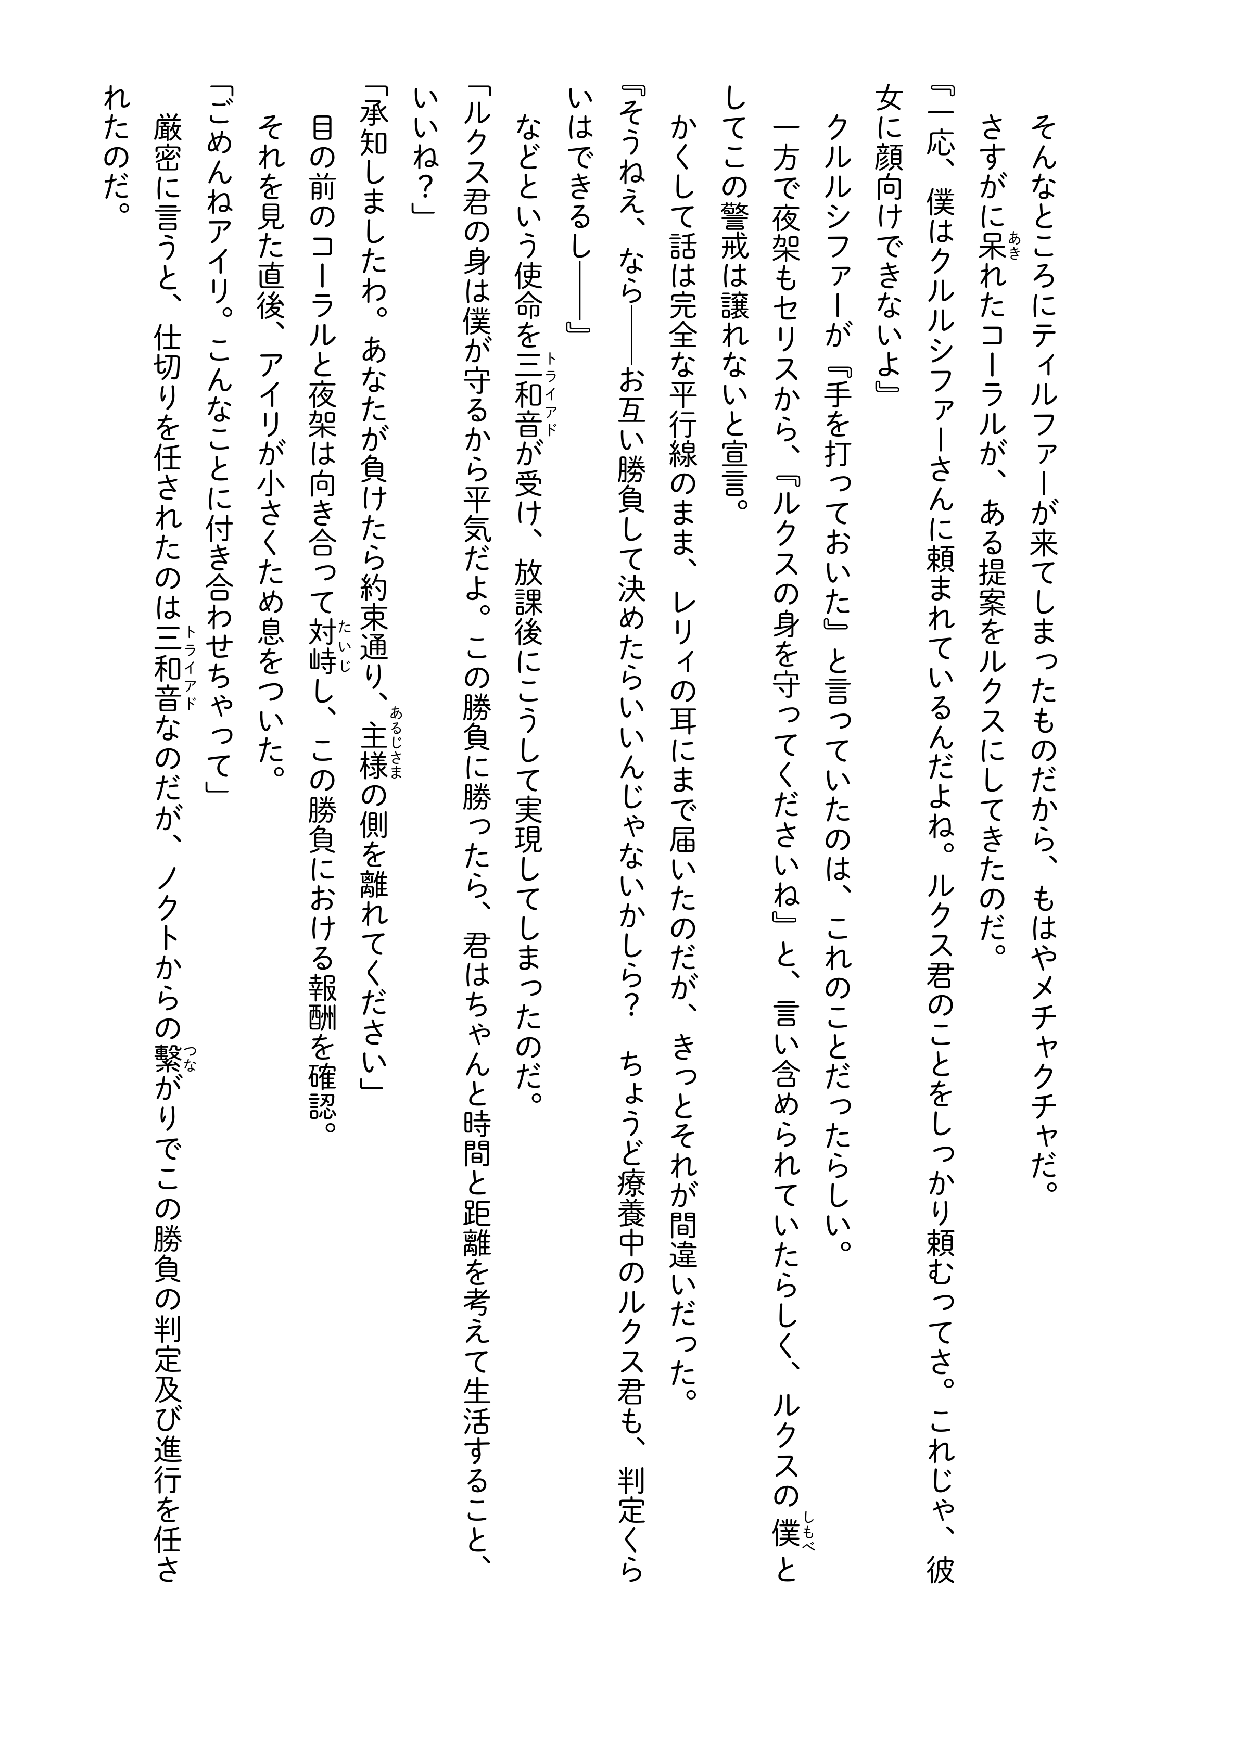 そんなところにティルファーが来てしまったものだから、もはやメチャクチャだ。
さすがに呆れたコーラルが、ある提案をルクスにしてきたのだ。
『一応、僕はクルルシファーさんに頼まれているんだよね。ルクス君のことをしっかり頼むってさ。これじゃ、彼
女に顔向けできないよ』
クルルシファーが『手を打っておいた』と言っていたのは、これのことだったらしい。
一方で夜架もセリスから、『ルクスの身を守ってくださいね』と、言い含められていたらしく、ルクスの僕と
してこの警戒は譲れないと宣言。
かくして話は完全な平行線のまま、レリィの耳にまで届いたのだが、きっとそれが間違いだった。
『そうねえ、なら――お互い勝負して決めたらいいんじゃないかしら？　ちょうど療養中のルクス君も、判定くら
いはできるし――』
などという使命を三和音が受け、放課後にこうして実現してしまったのだ。
「ルクス君の身は僕が守るから平気だよ。この勝負に勝ったら、君はちゃんと時間と距離を考えて生活すること、
いいね？」
「承知しましたわ。あなたが負けたら約束通り、主様の側を離れてください」
目の前のコーラルと夜架は向き合って対峙し、この勝負における報酬を確認。
それを見た直後、アイリが小さくため息をついた。
「ごめんねアイリ。こんなことに付き合わせちゃって」
厳密に言うと、仕切りを任されたのは三和音なのだが、ノクトからの繋がりでこの勝負の判定及び進行を任さ
れたのだ。